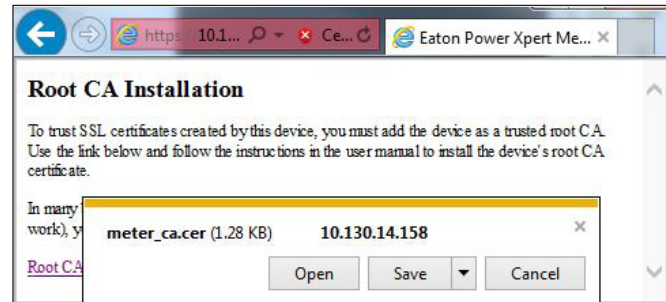 https 10.1... Ce... Eaton Power Xpert Me...
Root CA Installation
To trust SSL certificates created by this device, you must add the device as a trusted root CA.
Use the link below and follow the instructions in the user manual to install the device's root CA
certificate.
In many
work), y
meter_ca.cer (1.28 KB) 10.130.14.158
Root CA
Open Save Cancel